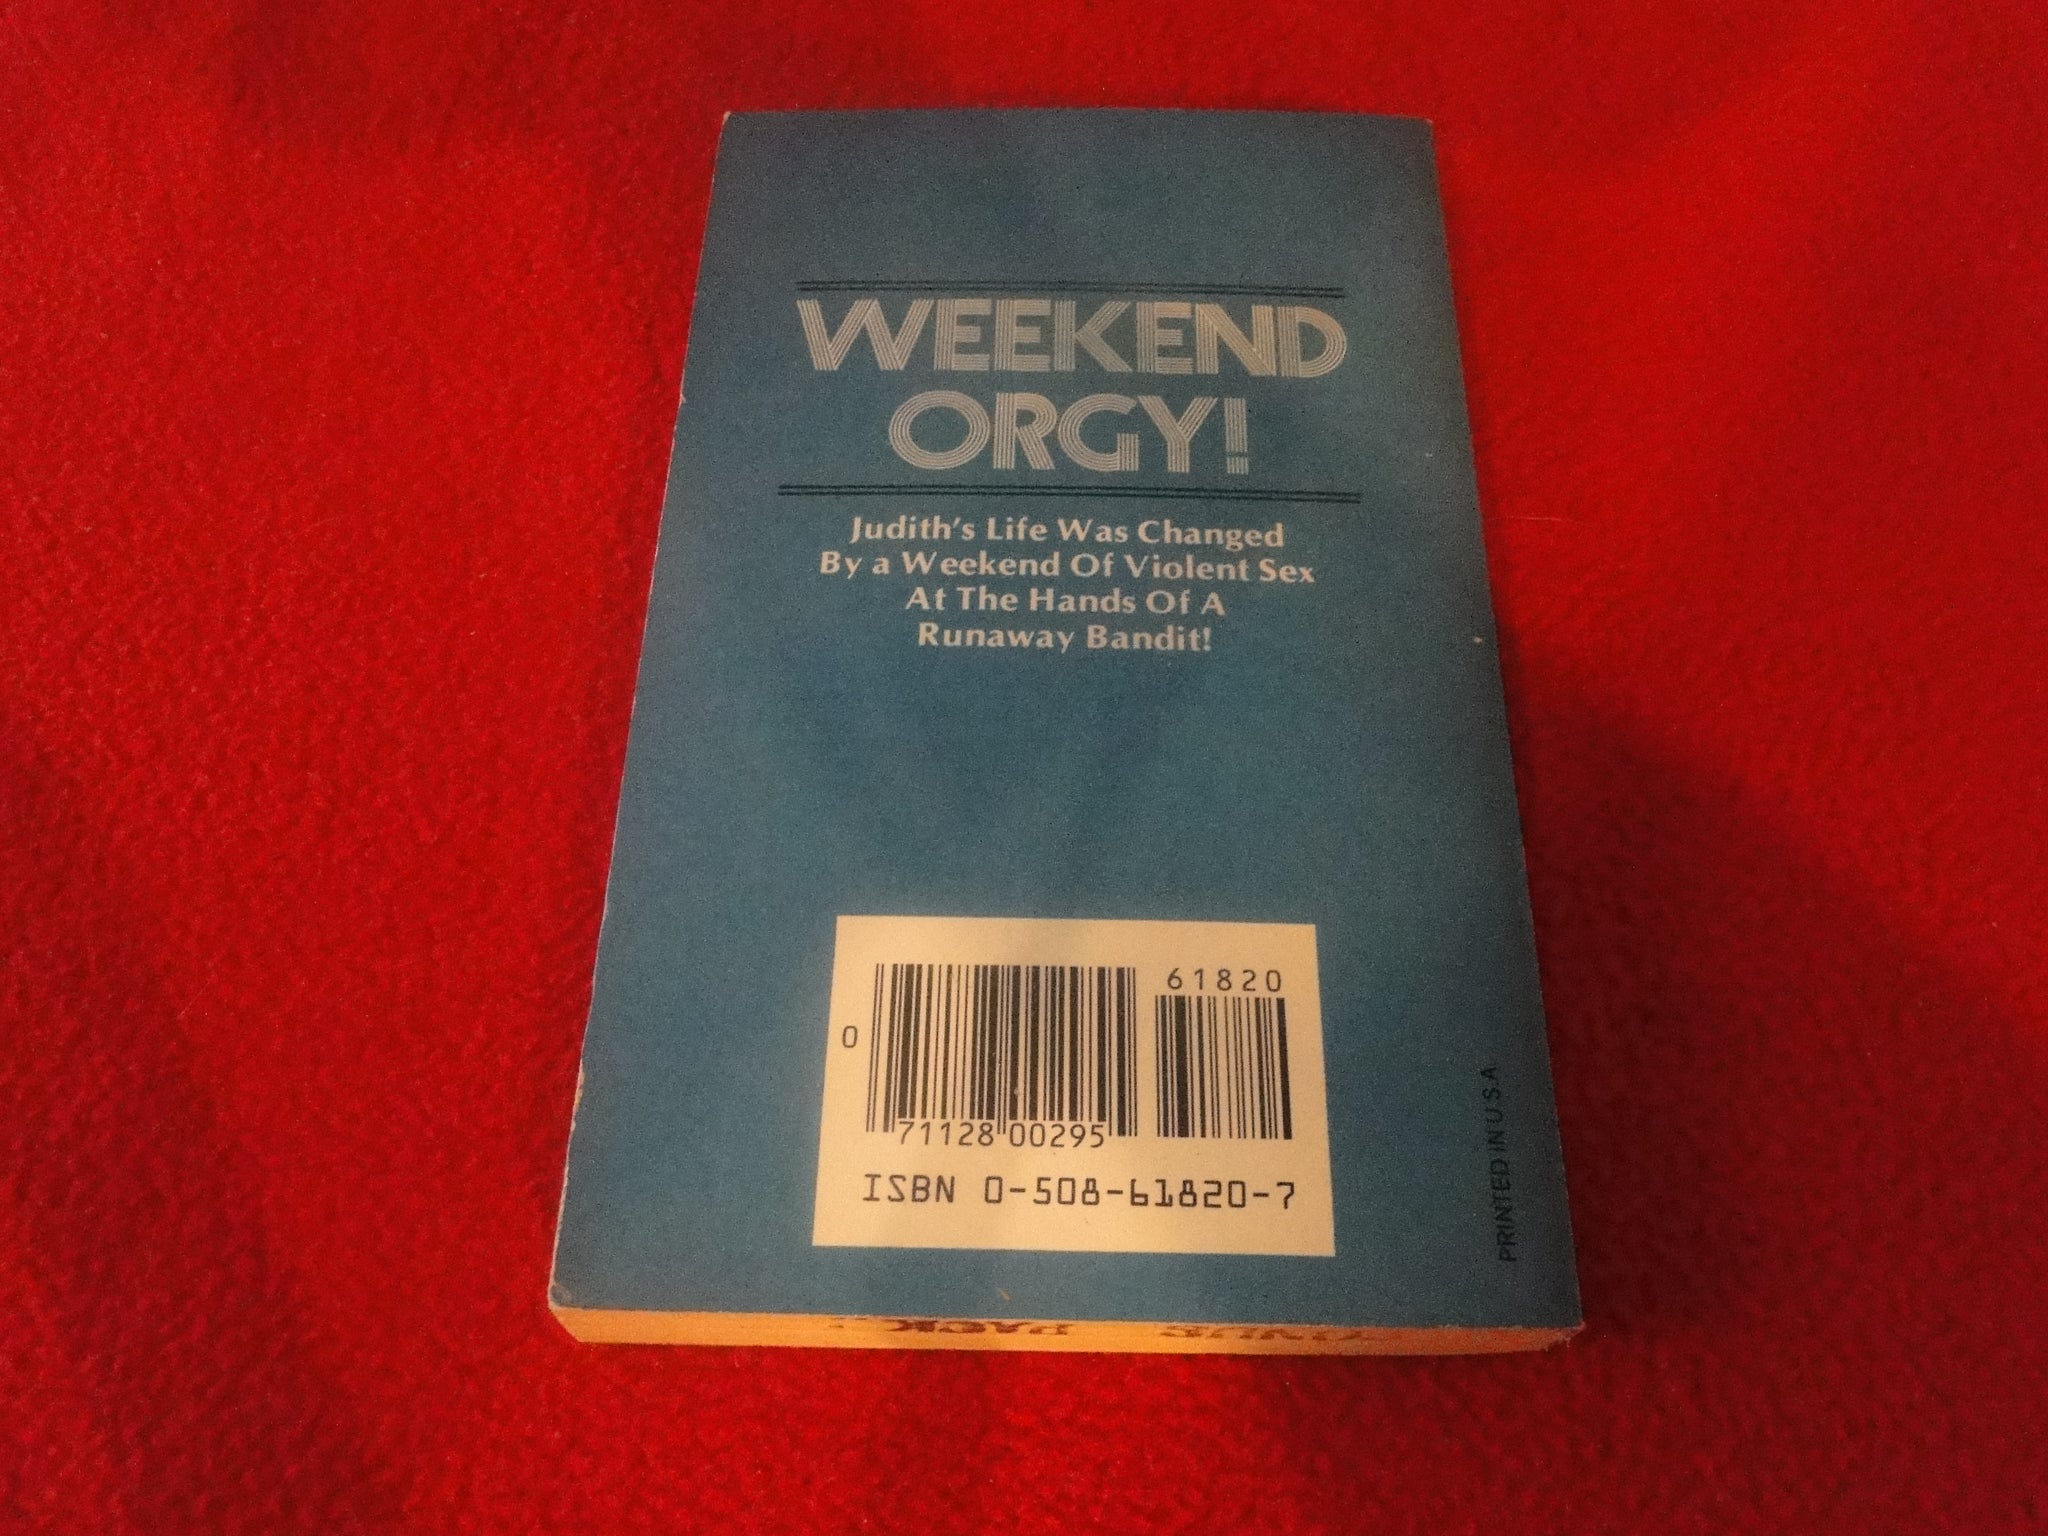 WEEKEND
ORGY!
Judith's Life Was Changed
By a Weekend Of Violent Sex
At The Hands Of A
Runaway Bandit!
61820
0
71128 00295
ISBN 0-508-61820-7
PRINTED IN U.S.A
PACK